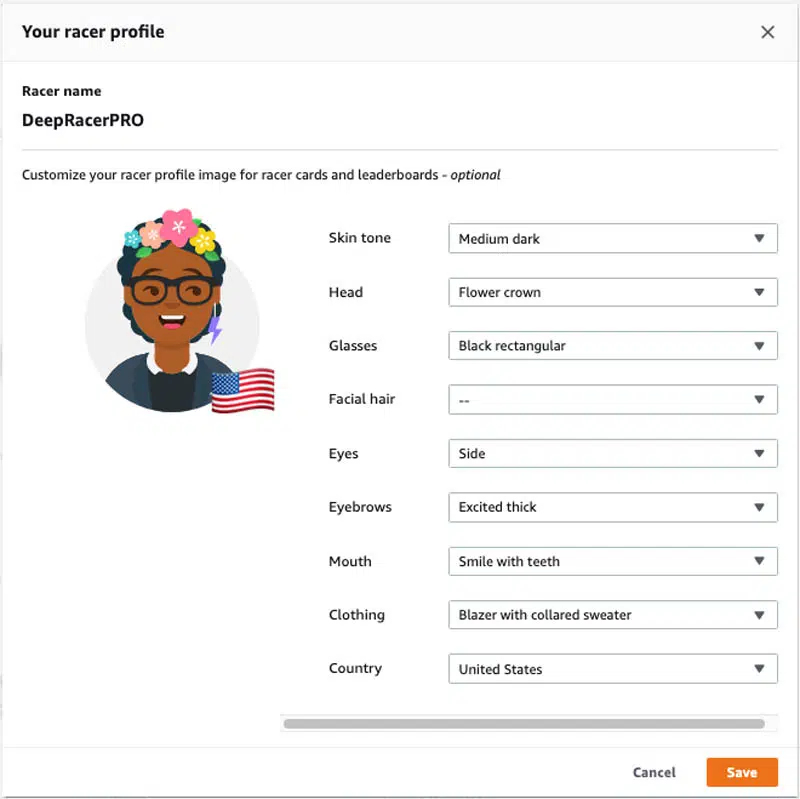 Your racer profile
Racer name
DeepRacerPRO
Customize your racer profile image for racer cards and leaderboards - optional
Skin tone Medium dark
Head Flower crown
Glasses Black rectangular
Facial hair --
Eyes Side
Eyebrows Excited thick
Mouth Smile with teeth
Clothing Blazer with collared sweater
Country United States
Cancel Save